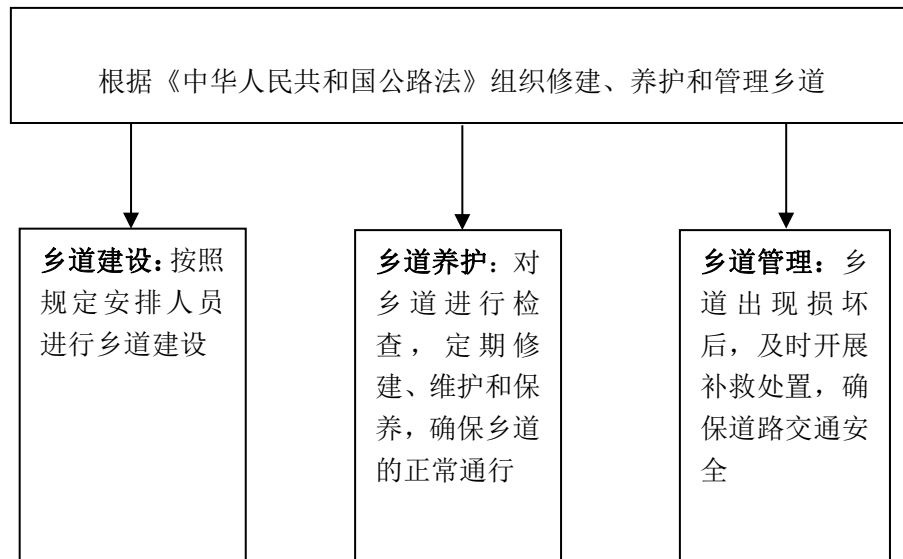 根据《中华人民共和国公路法》组织修建、养护和管理乡道
乡道建设：按照
规定安排人员
进行乡道建设
乡道养护：对
乡道进行检
查，定期修
建、维护和保
养，确保乡道
的正常通行
乡道管理：乡
道出现损坏
后，及时开展
补救处置，确
保道路交通安
全